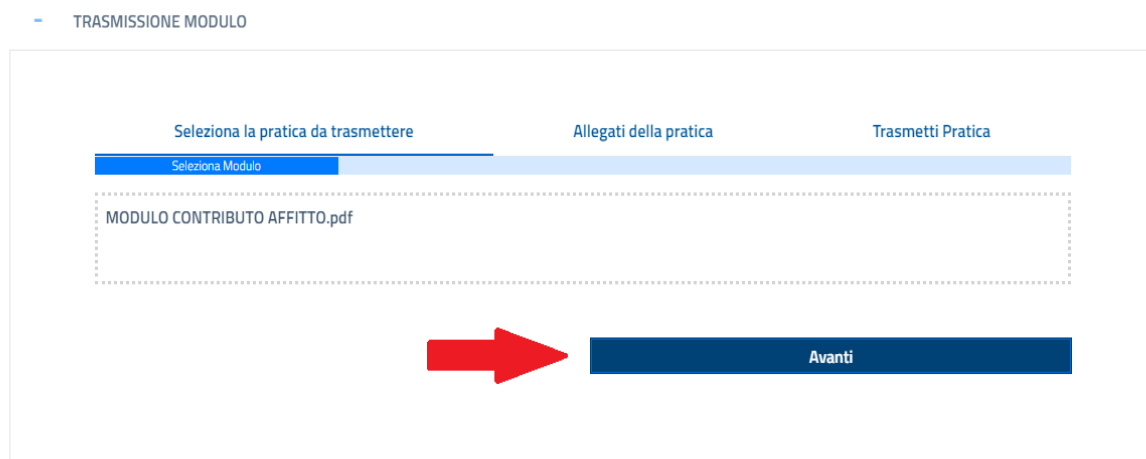 - TRASMISSIONE MODULO
Seleziona la pratica da trasmettere Allegati della pratica Trasmetti Pratica
Seleziona Modulo
MODULO CONTRIBUTO AFFITTO.pdf
Avanti